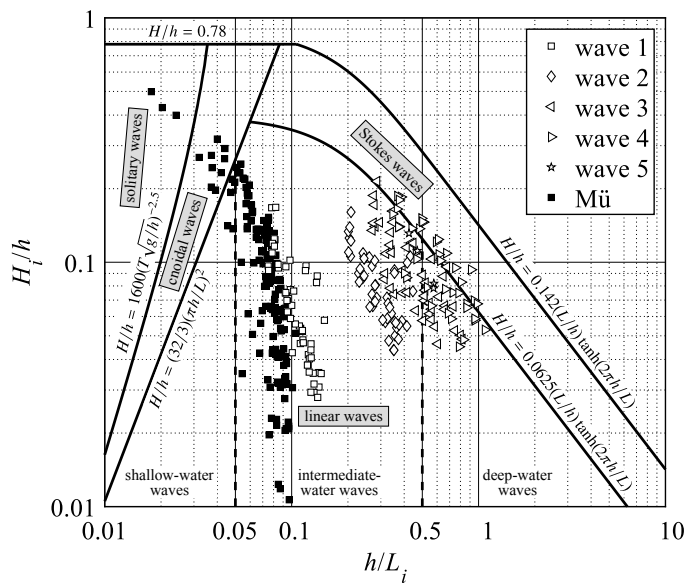 1
H/h = 0.78
wave 1
wave 2
wave 3
wave 4
wave 5
Mü
solitary waves
cnoidal waves
Stokes waves
H/h = 1600(T√g/h)^−2.5
H/h = (32/3)(πh/L)^2
H/h = 0.142(L/h) tanh(2πh/L)
H/h = 0.0625(L/h) tanh(2πh/L)
H_i/h
0.1
linear waves
shallow-water
waves
intermediate-
water waves
deep-water
waves
0.01
0.01 0.05 0.1 0.5 1 10
h/L_i